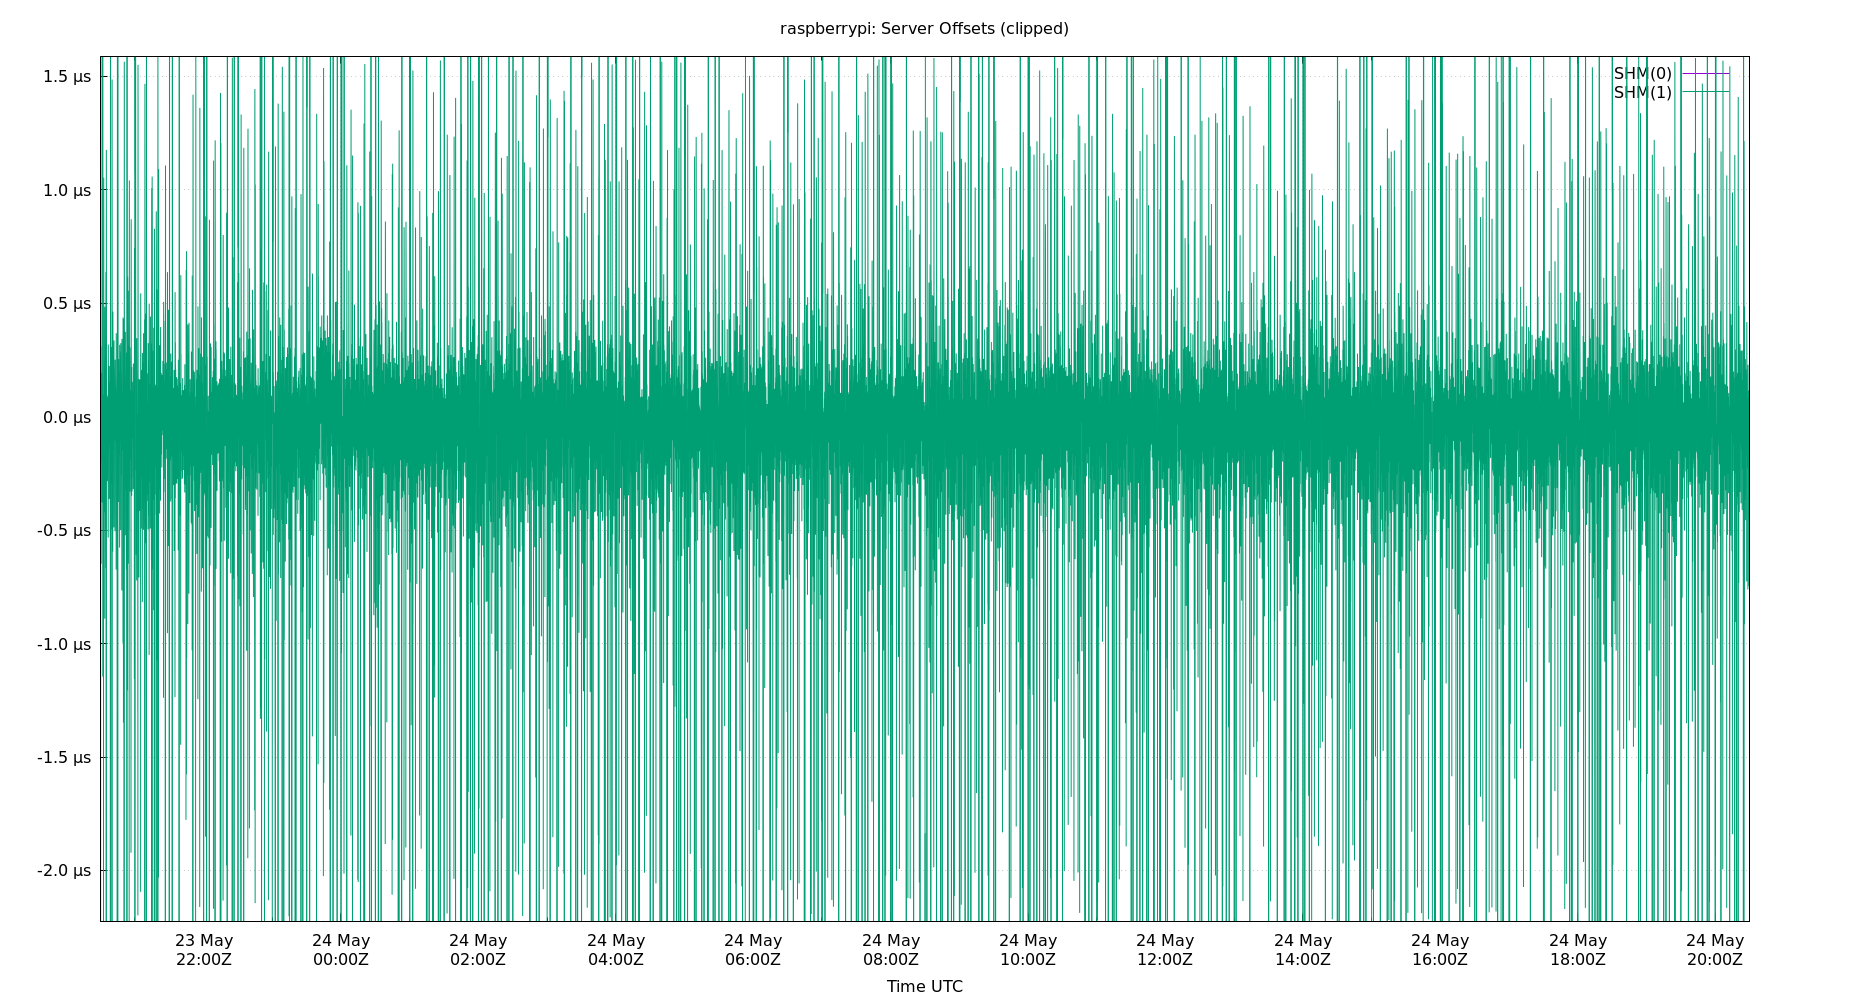 raspberrypi: Server Offsets (clipped)
SHM(0)
SHM(1)
1.5 µs
1.0 µs
0.5 µs
0.0 µs
-0.5 µs
-1.0 µs
-1.5 µs
-2.0 µs
23 May 24 May 24 May 24 May 24 May 24 May 24 May 24 May 24 May 24 May 24 May 24 May
22:00Z 00:00Z 02:00Z 04:00Z 06:00Z 08:00Z 10:00Z 12:00Z 14:00Z 16:00Z 18:00Z 20:00Z
Time UTC